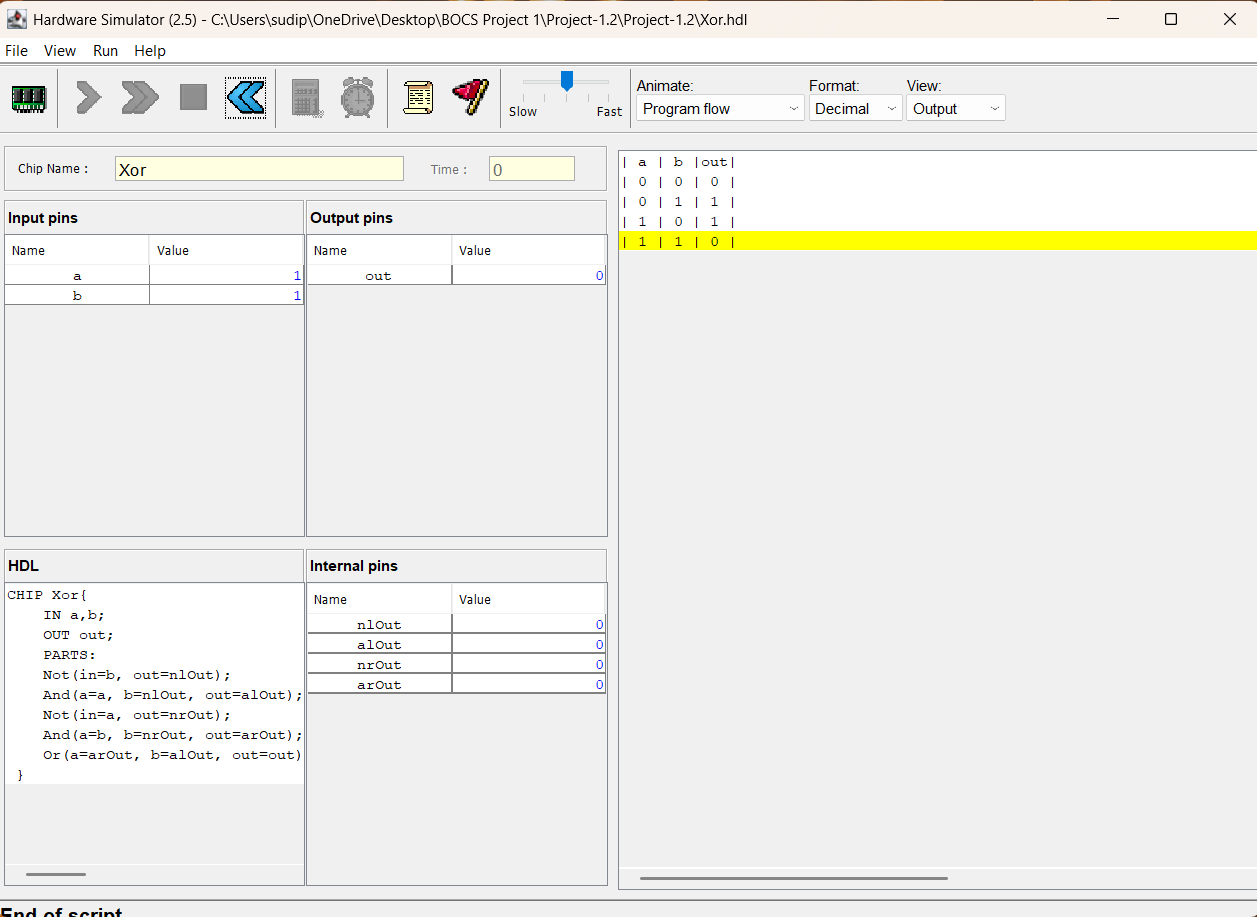 Hardware Simulator (2.5) - C:\Users\sudip\OneDrive\Desktop\BOCS Project 1\Project-1.2\Project-1.2\Xor.hdl
File View Run Help
Slow Fast
Animate: Format: View:
Program flow Decimal Output
Chip Name : Xor Time : 0
Input pins Output pins
Name Value Name Value
a 1 out 0
b 1
HDL Internal pins
CHIP Xor{
IN a,b;
OUT out;
PARTS:
Not(in=b, out=nlOut);
And(a=a, b=nlOut, out=alOut);
Not(in=a, out=nrOut);
And(a=b, b=nrOut, out=arOut);
Or(a=arOut, b=alOut, out=out)
}
Name Value
nlOut 0
alOut 0
nrOut 0
arOut 0
| a | b |out|
| 0 | 0 | 0 |
| 0 | 1 | 1 |
| 1 | 0 | 1 |
| 1 | 1 | 0 |
End of script